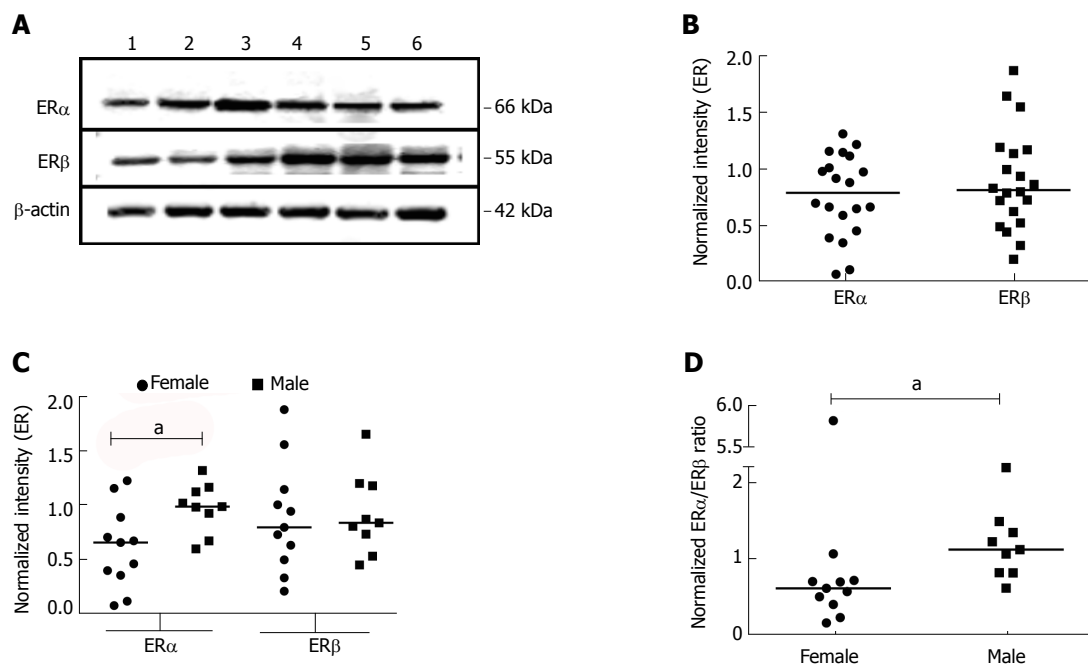 A
1 2 3 4 5 6
ERα
-66 kDa
ERβ
-55 kDa
β-actin
-42 kDa
B
Normalized intensity (ER)
2.0
1.5
1.0
0.5
0.0
ERα ERβ
C
Female Male
Normalized intensity (ER)
2.0
a
1.5
1.0
0.5
0.0
ERα ERβ
D
a
Normalized ERα/ERβ ratio
6.0
5.5
2
1
0
Female Male